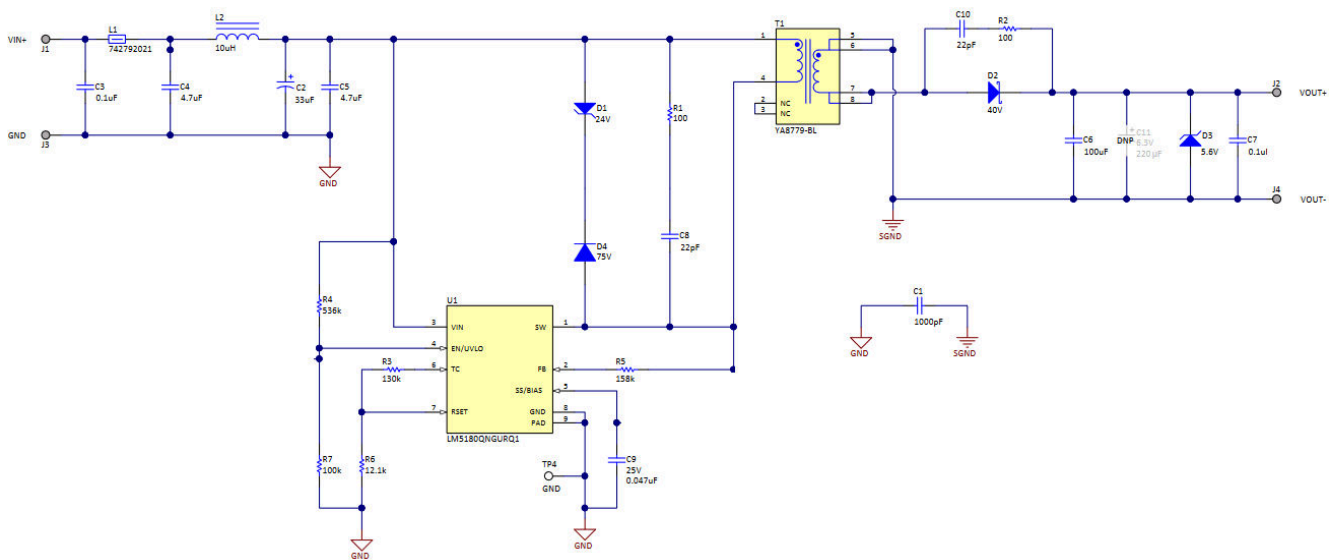 VIN+
J1
L1
742792021
L2
10uH
C3
0.1uF
C4
4.7uF
C2
33uF
C5
4.7uF
GND
J3
GND
D1
24V
R1
100
D4
75V
C8
22pF
T1
1
4
2
3
NC
NC
5
6
7
8
YA8779-BL
C10
22pF
R2
100
D2
40V
J2
VOUT+
C6
100uF
DNP
C11
6.3V
220 µF
D3
5.6V
C7
J4
VOUT-
SGND
C1
1000pF
GND
SGND
R4
536k
R7
100k
R3
130k
R6
12.1k
GND
U1
3
VIN
4
EN/UVLO
6
TC
7
RSET
SW
1
FB
2
SS/BIAS
5
GND
8
PAD
9
LM5180QNGURQ1
R5
158k
TP4
GND
C9
25V
0.047uF
GND